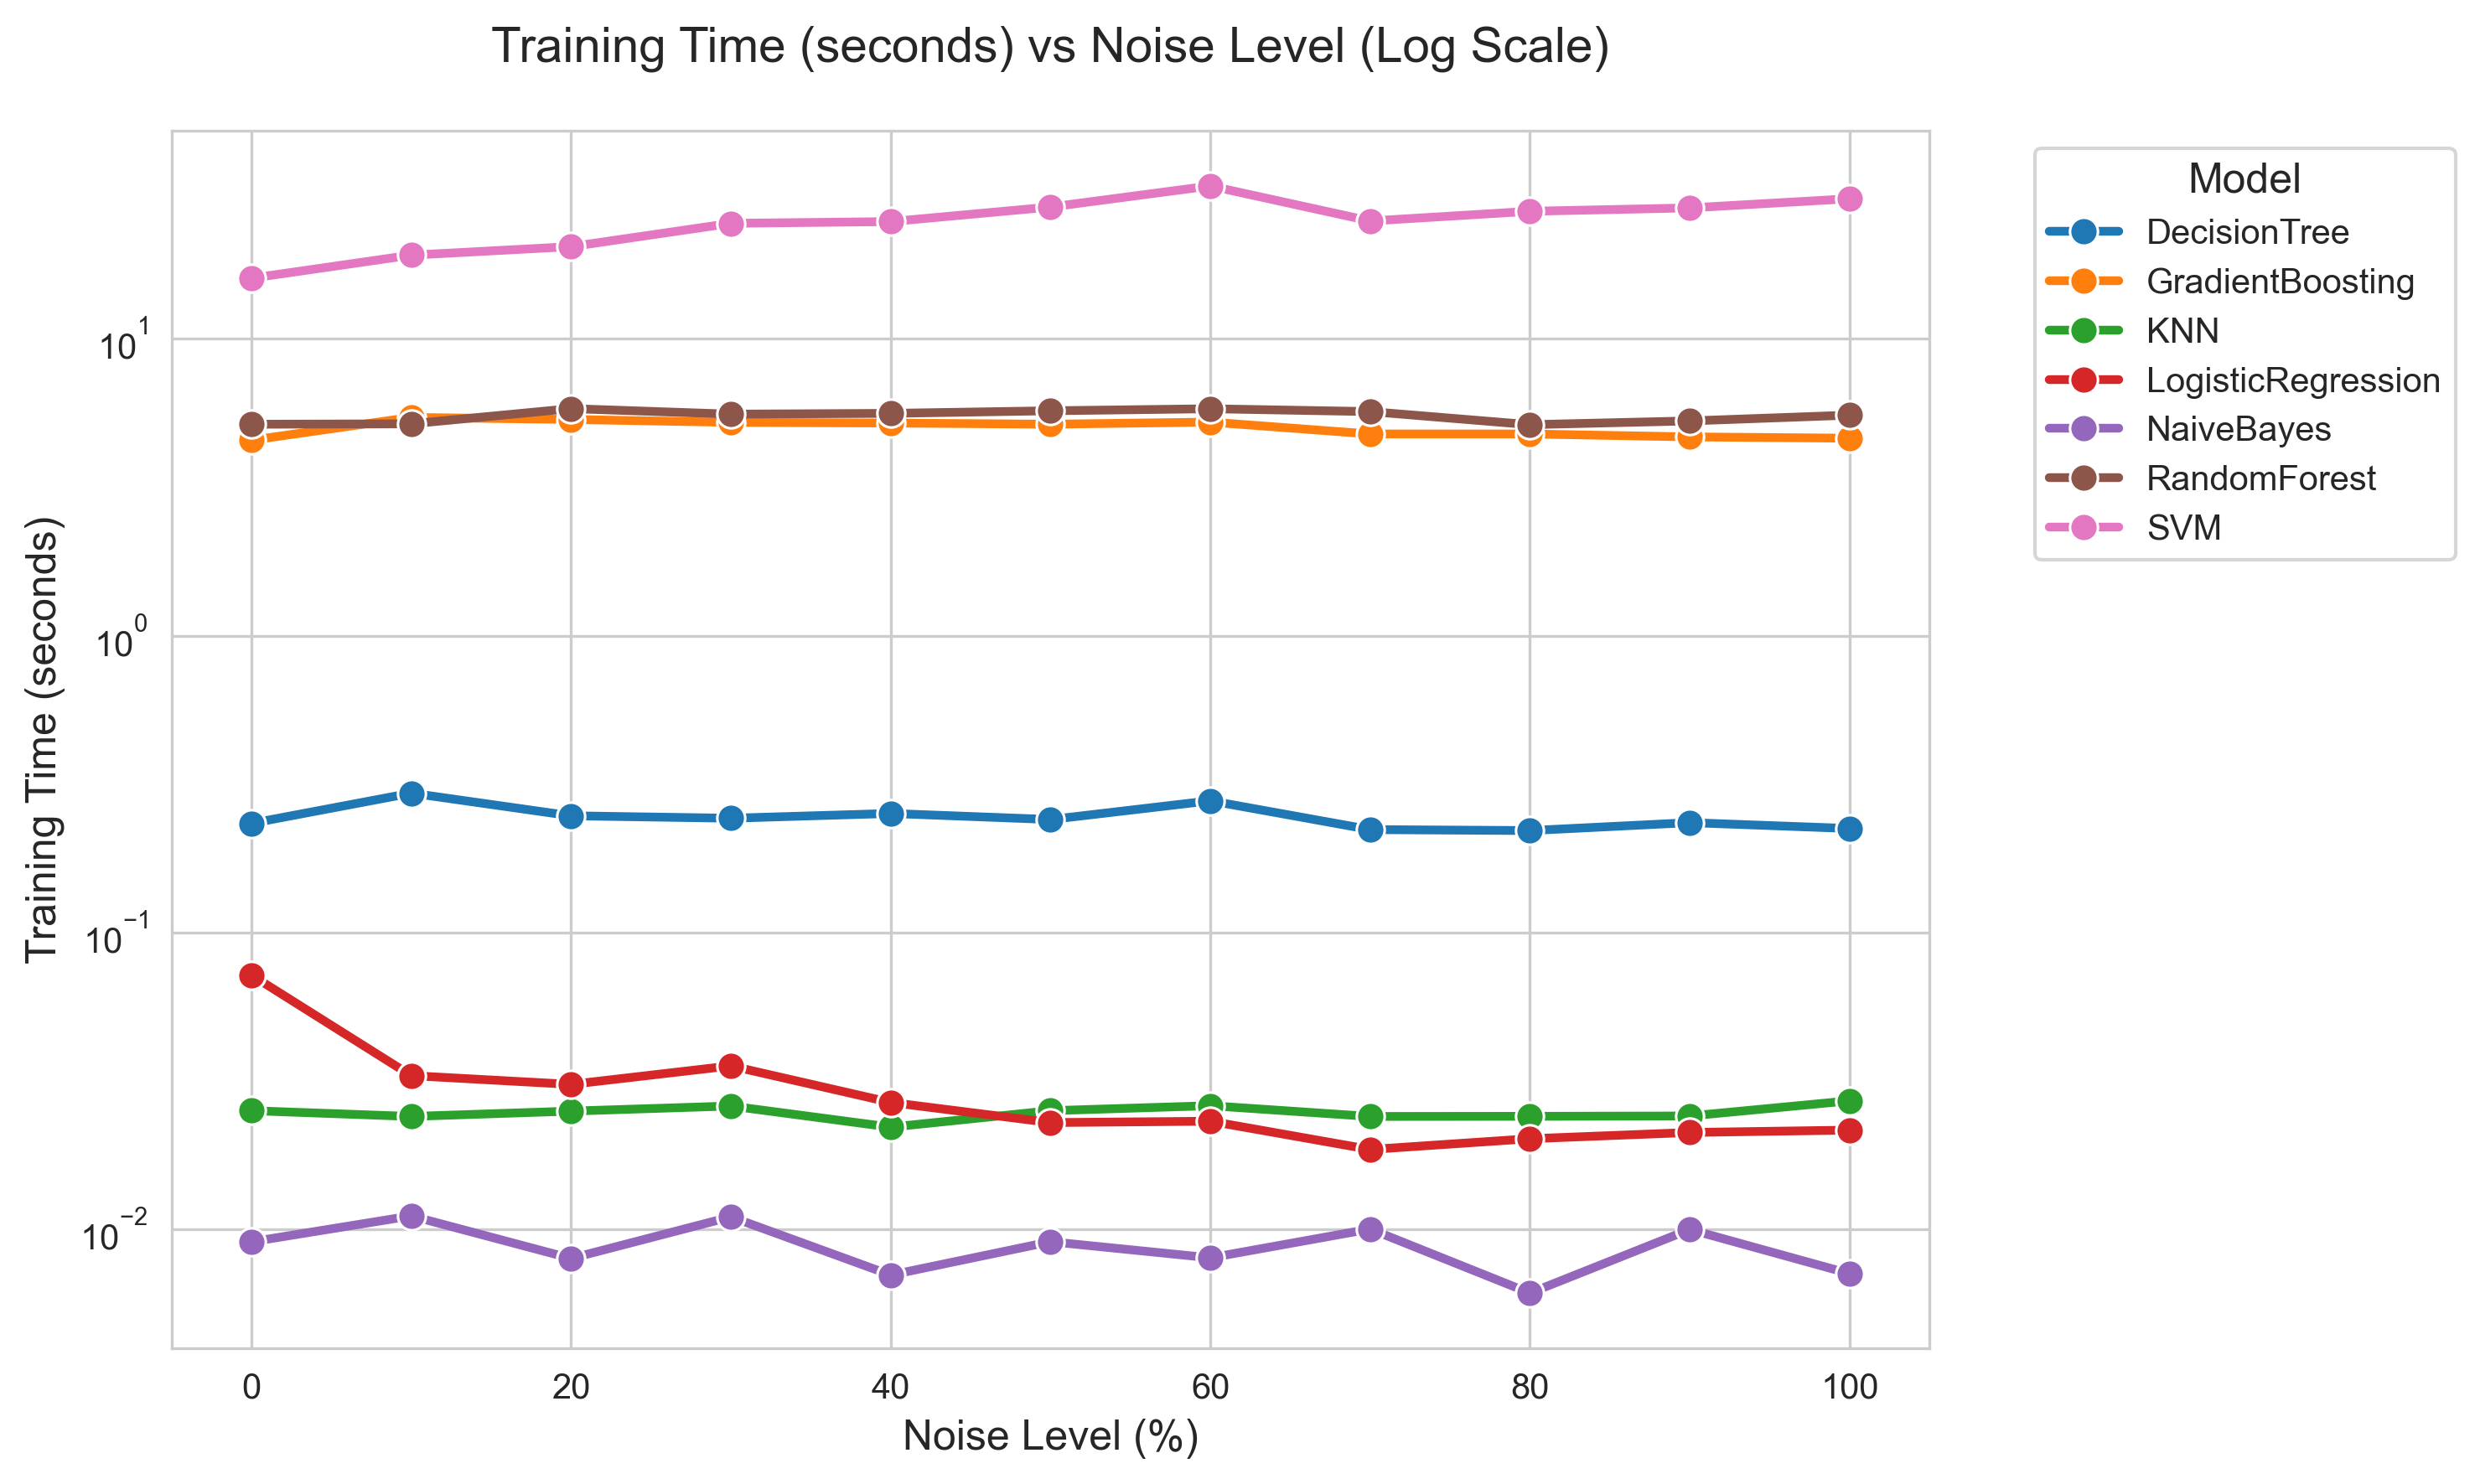 Training Time (seconds) vs Noise Level (Log Scale)
Training Time (seconds)
10¹
10⁰
10⁻¹
10⁻²
0 20 40 60 80 100
Noise Level (%)
Model
DecisionTree
GradientBoosting
KNN
LogisticRegression
NaiveBayes
RandomForest
SVM